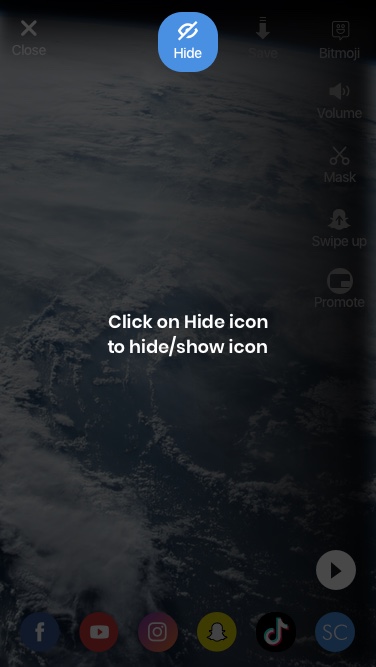 Close
Hide
Save
Bitmoji
Volume
Mask
Swipe up
Promote
Click on Hide icon
to hide/show icon
SC